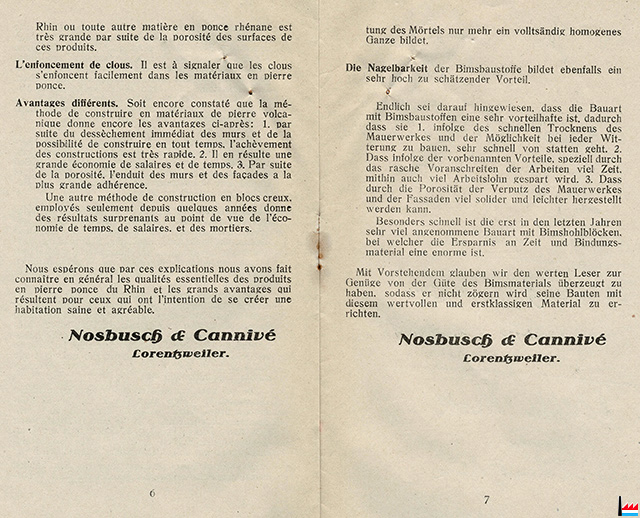 Rhin ou toute autre matière en ponce rhénane est
très grande par suite de la porosité des surfaces de
ces produits.
L'enfoncement de clous. Il est à signaler que les clous
s'enfoncent facilement dans les matériaux en pierre
ponce.
Avantages différents. Soit encore constaté que la mé-
thode de construire en matériaux de pierre volca-
nique donne encore les avantages ci-après: 1. par
suite du dessèchement immédiat des murs et de la
possibilité de construire en tout temps, l'achèvement
des constructions est très rapide. 2. Il en résulte une
grande économie de salaires et de temps. 3. Par suite
de la porosité, l'enduit des murs et des façades a la
plus grande adhérence.
Une autre méthode de construction en blocs creux,
employés seulement depuis quelques années donne
des résultats surprenants au point de vue de l'éco-
nomie de temps, de salaires, et des mortiers.
Nous espérons que par ces explications nous avons fait
connaître en général les qualités essentielles des produits
en pierre ponce du Rhin et les grands avantages qui
résultent pour ceux qui ont l'intention de se créer une
habitation saine et agréable.
Nosbusch & Cannivé
Lorentzweiler.
6
tung des Mörtels nur mehr ein volltsändig homogenes
Ganze bildet.
Die Nagelbarkeit der Bimsbaustoffe bildet ebenfalls ein
sehr hoch zu schätzender Vorteil.
Endlich sei darauf hingewiesen, dass die Bauart
mit Bimsbaustoffen eine sehr vorteilhafte ist, dadurch
dass sie 1. infolge des schnellen Trocknens des
Mauerwerkes und der Möglichkeit bei jeder Wit-
terung zu bauen, sehr schnell von statten geht. 2.
Dass infolge der vorbenannten Vorteile, speziell durch
das rasche Voranschreiten der Arbeiten viel Zeit,
mithin auch viel Arbeitslohn gespart wird. 3. Dass
durch die Porosität der Verputz des Mauerwerkes
und der Fassaden viel solider und leichter hergestellt
werden kann.
Besonders schnell ist die erst in den letzten Jahren
sehr viel angenommene Bauart mit Bimshohlblöcken,
bei welcher die Ersparnis an Zeit und Bindungs-
material eine enorme ist.
Mit Vorstehendem glauben wir den werten Leser zur
Genüge von der Güte des Bimsmaterials überzeugt zu
haben, sodass er nicht zögern wird seine Bauten mit
diesem wertvollen und erstklassigen Material zu er-
richten.
Nosbusch & Cannivé
Lorentzweiler.
7